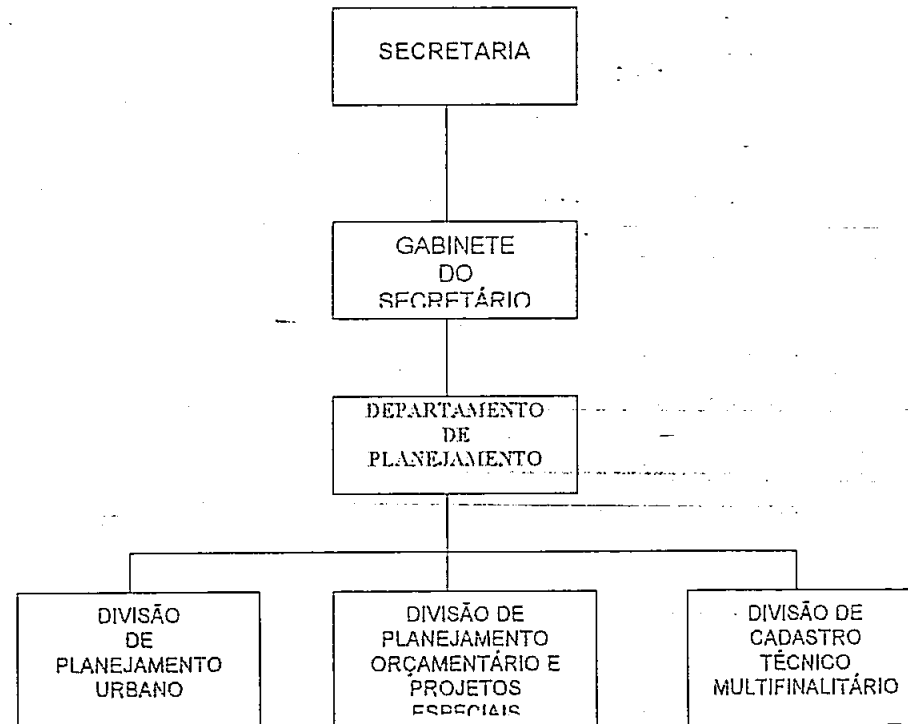 SECRETARIA
GABINETE
DO
SECRETÁRIO
DEPARTAMENTO
DE
PLANEJAMENTO
DIVISÃO
DE
PLANEJAMENTO
URBANO
DIVISÃO DE
PLANEJAMENTO
ORÇAMENTÁRIO E
PROJETOS
ESPECIAIS
DIVISÃO DE
CADASTRO
TÉCNICO
MULTIFINALITÁRIO